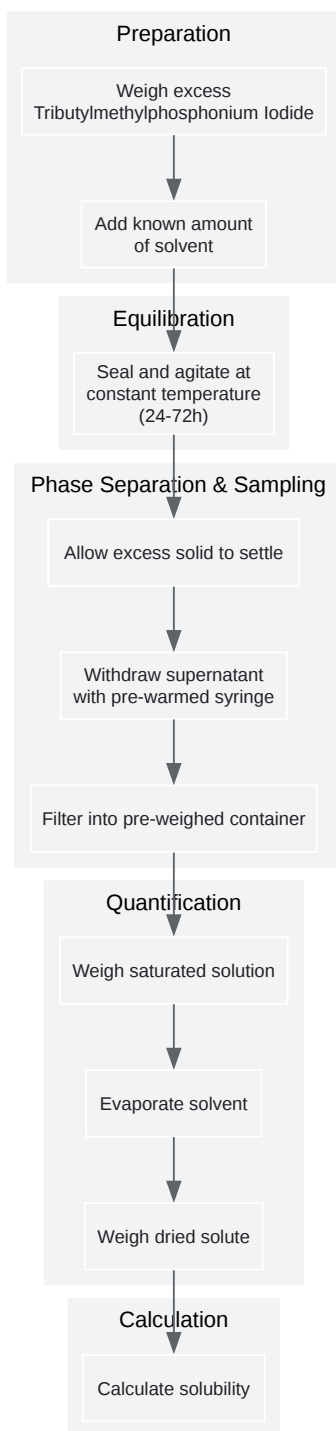 Preparation
Weigh excess
Tributylmethylphosphonium Iodide
Add known amount
of solvent
Equilibration
Seal and agitate at
constant temperature
(24-72h)
Phase Separation & Sampling
Allow excess solid to settle
Withdraw supernatant
with pre-warmed syringe
Filter into pre-weighed container
Quantification
Weigh saturated solution
Evaporate solvent
Weigh dried solute
Calculation
Calculate solubility